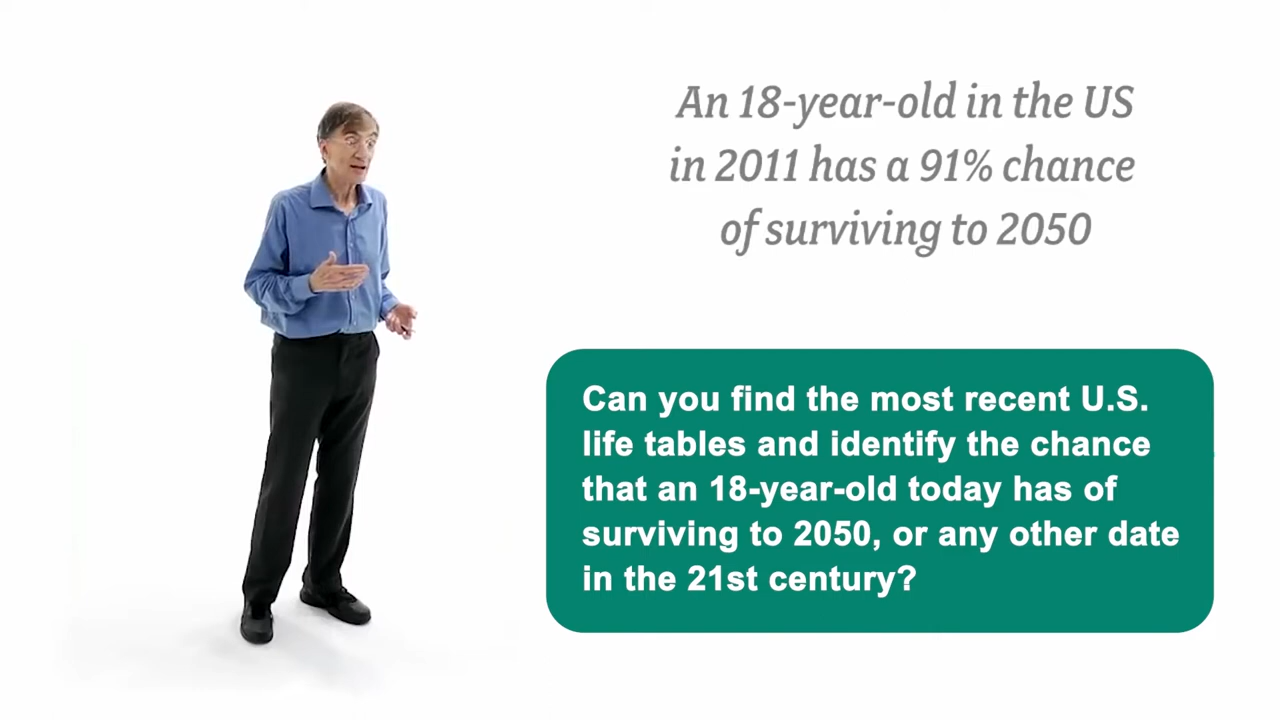 An 18-year-old in the US
in 2011 has a 91% chance
of surviving to 2050
Can you find the most recent U.S.
life tables and identify the chance
that an 18-year-old today has of
surviving to 2050, or any other date
in the 21st century?